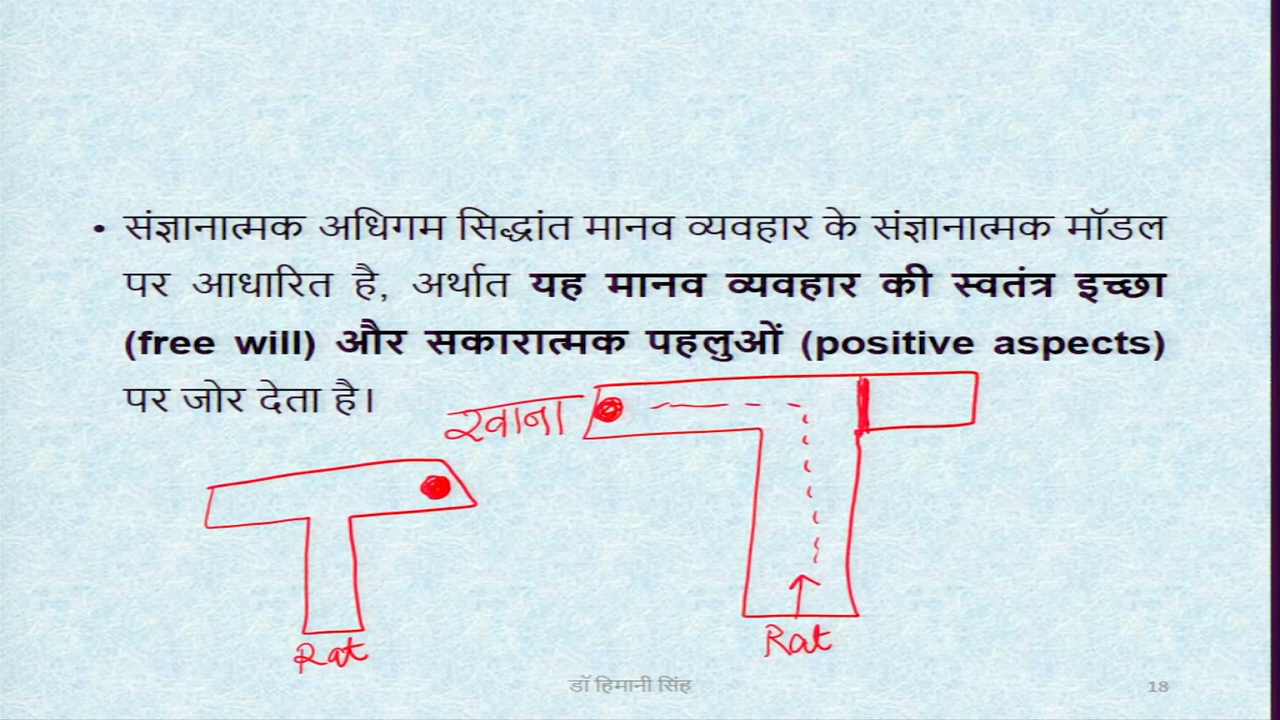 • संज्ञानात्मक अधिगम सिद्धांत मानव व्यवहार के संज्ञानात्मक मॉडल
पर आधारित है, अर्थात यह मानव व्यवहार की स्वतंत्र इच्छा
(free will) और सकारात्मक पहलुओं (positive aspects)
पर जोर देता है।
खाना
Rat
Rat
डॉ हिमानी सिंह
18